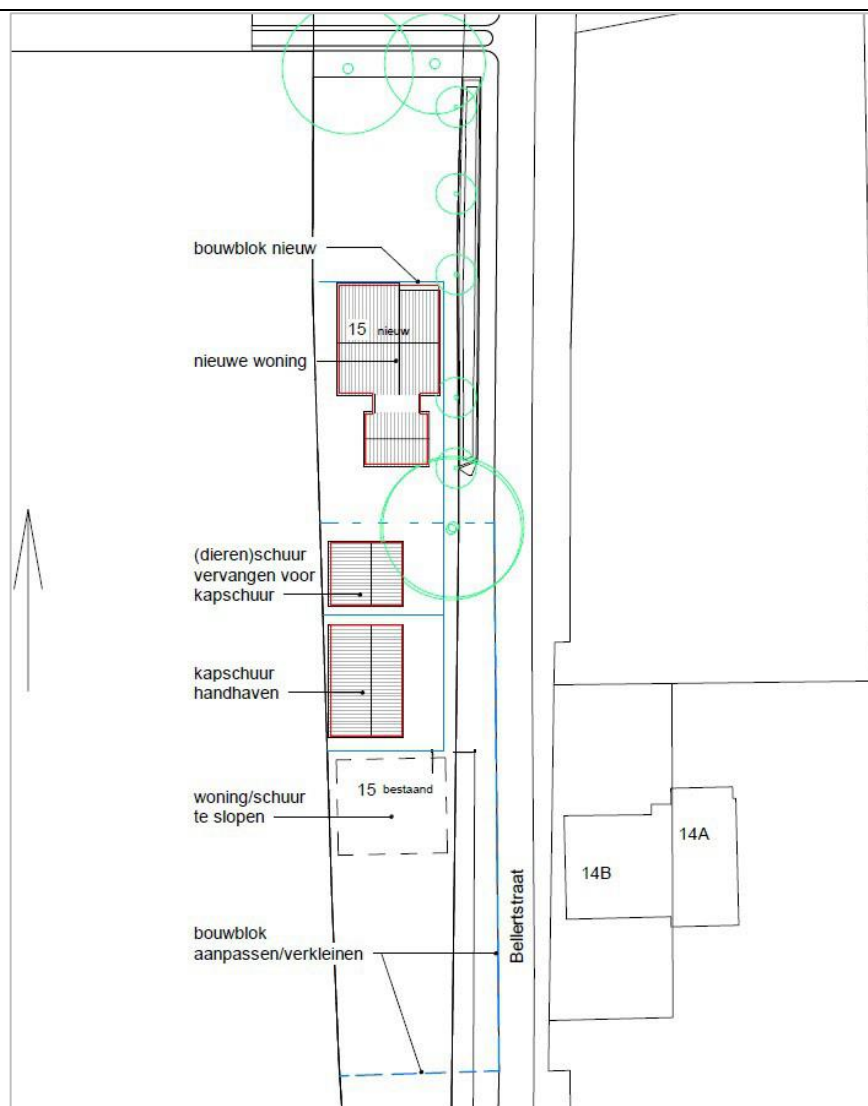 bouwblok nieuw
15 nieuw
nieuwe woning
(dieren)schuur
vervangen voor
kapschuur
kapschuur
handhaven
woning/schuur
te slopen
15 bestaand
14A
14B
bouwblok
aanpassen/verkleinen
Bellertstraat